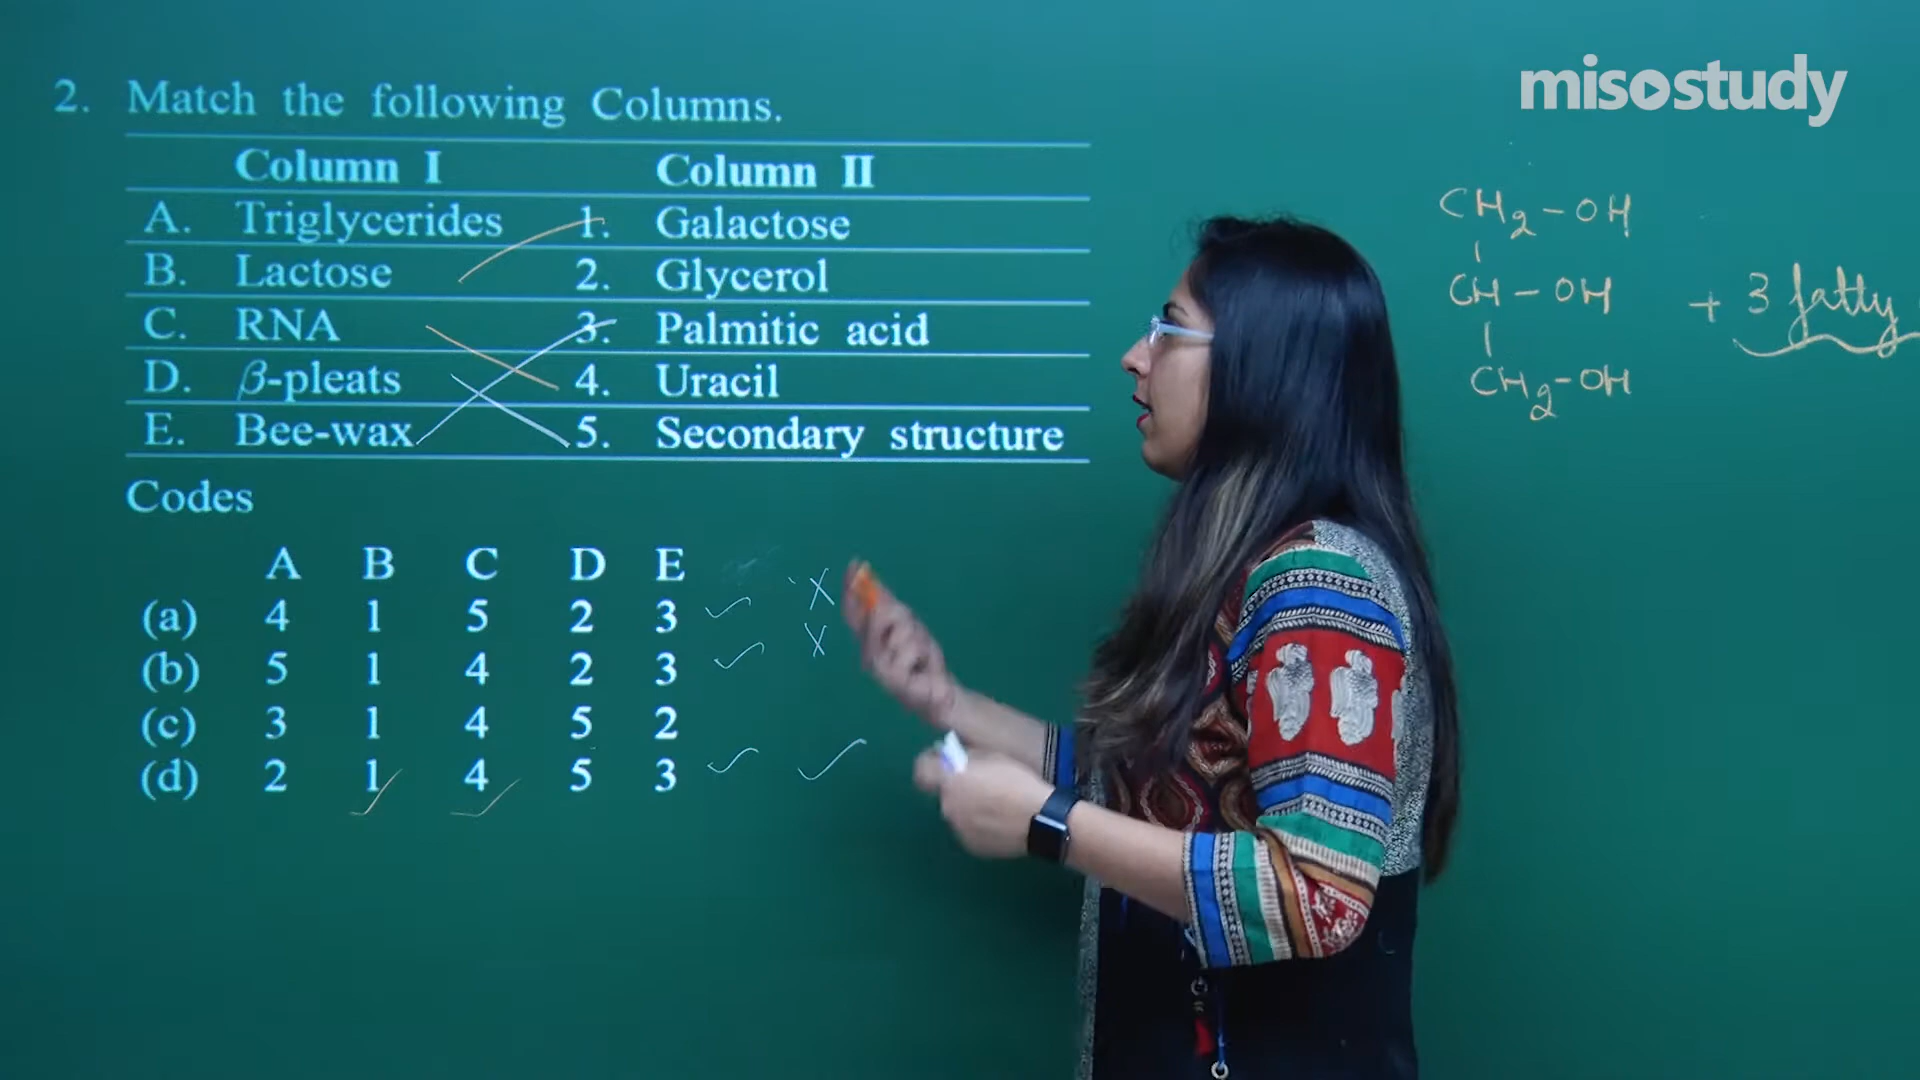 misostudy
2. Match the following Columns.
Column I Column II
A. Triglycerides 1. Galactose
B. Lactose 2. Glycerol
C. RNA 3. Palmitic acid
D. β-pleats 4. Uracil
E. Bee-wax 5. Secondary structure
Codes
A B C D E
(a) 4 1 5 2 3
(b) 5 1 4 2 3
(c) 3 1 4 5 2
(d) 2 1 4 5 3
CH2-OH
CH-OH + 3 fatty
CH2-OH